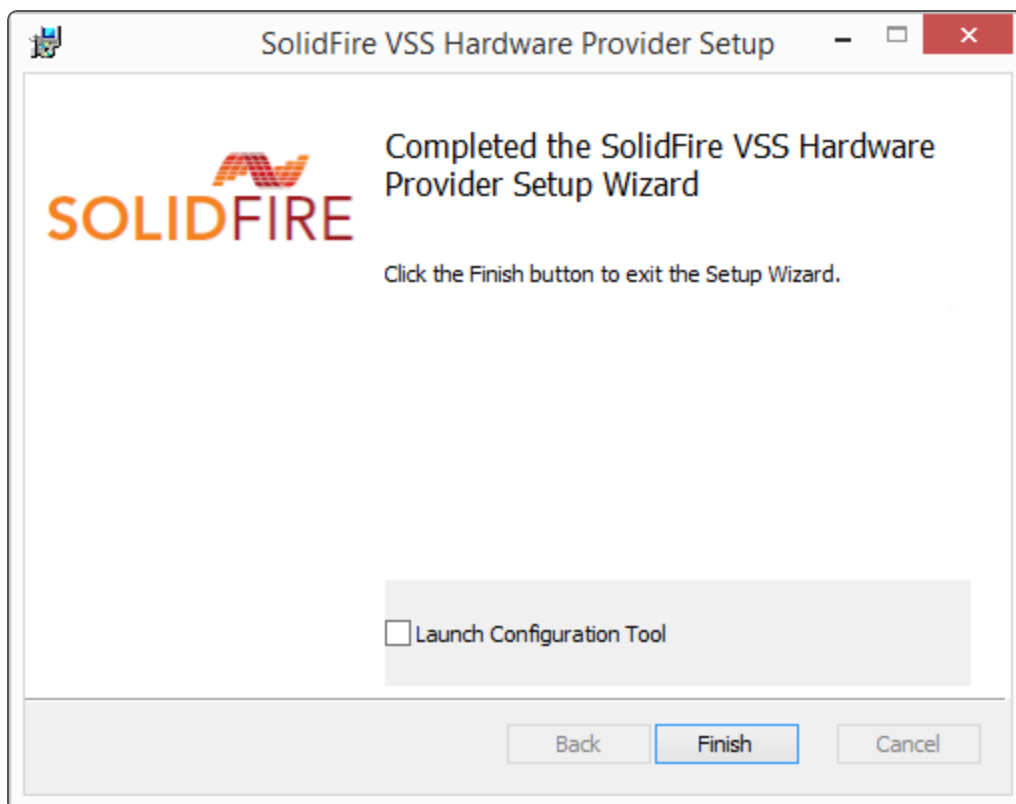 SolidFire VSS Hardware Provider Setup
SOLIDFIRE
Completed the SolidFire VSS Hardware
Provider Setup Wizard
Click the Finish button to exit the Setup Wizard.
Launch Configuration Tool
Back
Finish
Cancel